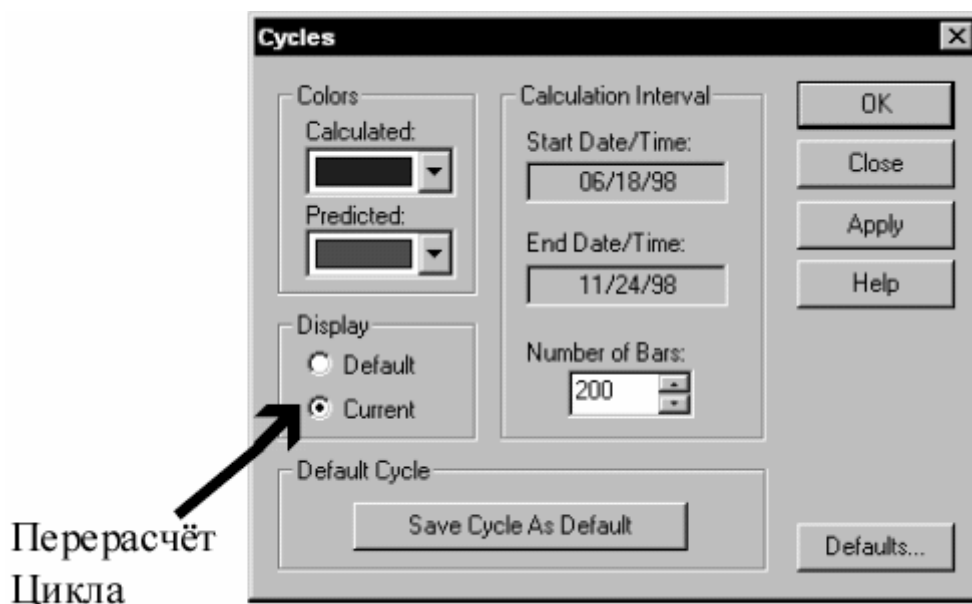 Cycles
Colors
Calculated:
Predicted:
Display
Default
Current
Calculation Interval
Start Date/Time:
06/18/98
End Date/Time:
11/24/98
Number of Bars:
200
Default Cycle
Save Cycle As Default
OK
Close
Apply
Help
Defaults...
Перерасчёт
Цикла